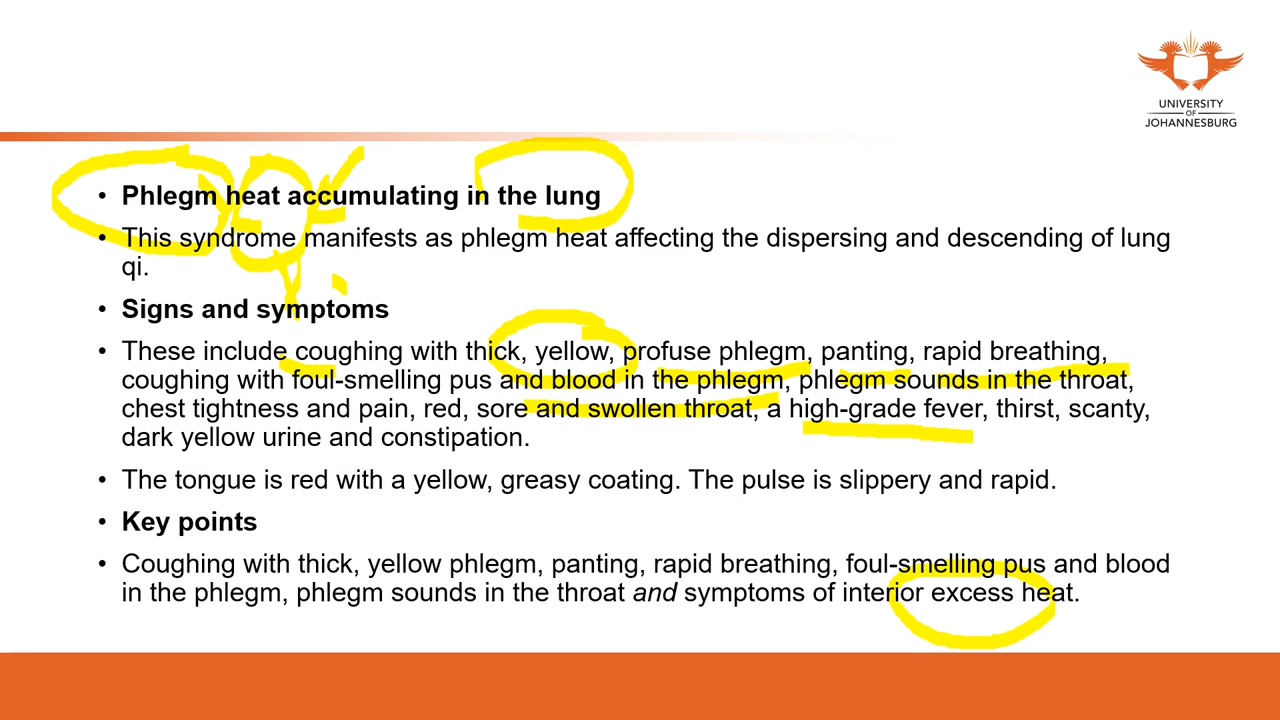 UNIVERSITY
OF
JOHANNESBURG
• Phlegm heat accumulating in the lung
• This syndrome manifests as phlegm heat affecting the dispersing and descending of lung
qi.
• Signs and symptoms
• These include coughing with thick, yellow, profuse phlegm, panting, rapid breathing,
coughing with foul-smelling pus and blood in the phlegm, phlegm sounds in the throat,
chest tightness and pain, red, sore and swollen throat, a high-grade fever, thirst, scanty,
dark yellow urine and constipation.
• The tongue is red with a yellow, greasy coating. The pulse is slippery and rapid.
• Key points
• Coughing with thick, yellow phlegm, panting, rapid breathing, foul-smelling pus and blood
in the phlegm, phlegm sounds in the throat and symptoms of interior excess heat.